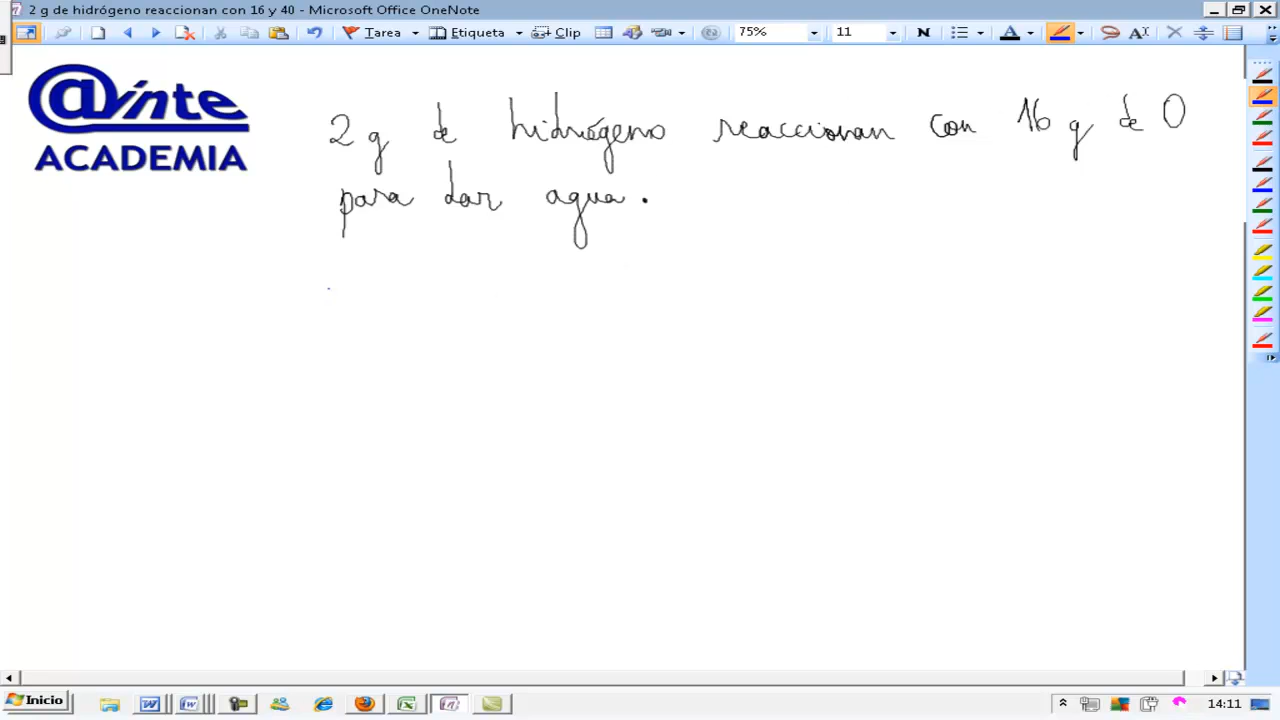 2 g de hidrógeno reaccionan con 16 y 40 - Microsoft Office OneNote
Tarea Etiqueta Clip 75% 11 N
@vinte
ACADEMIA
2 g de hidrógeno reaccionan con 16 g de O
para dar agua.
Inicio
14:11